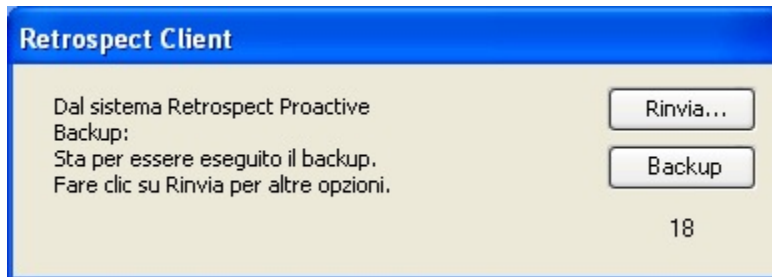 Retrospect Client
Dal sistema Retrospect Proactive
Backup:
Sta per essere eseguito il backup.
Fare clic su Rinvia per altre opzioni.
Rinvia...
Backup
18